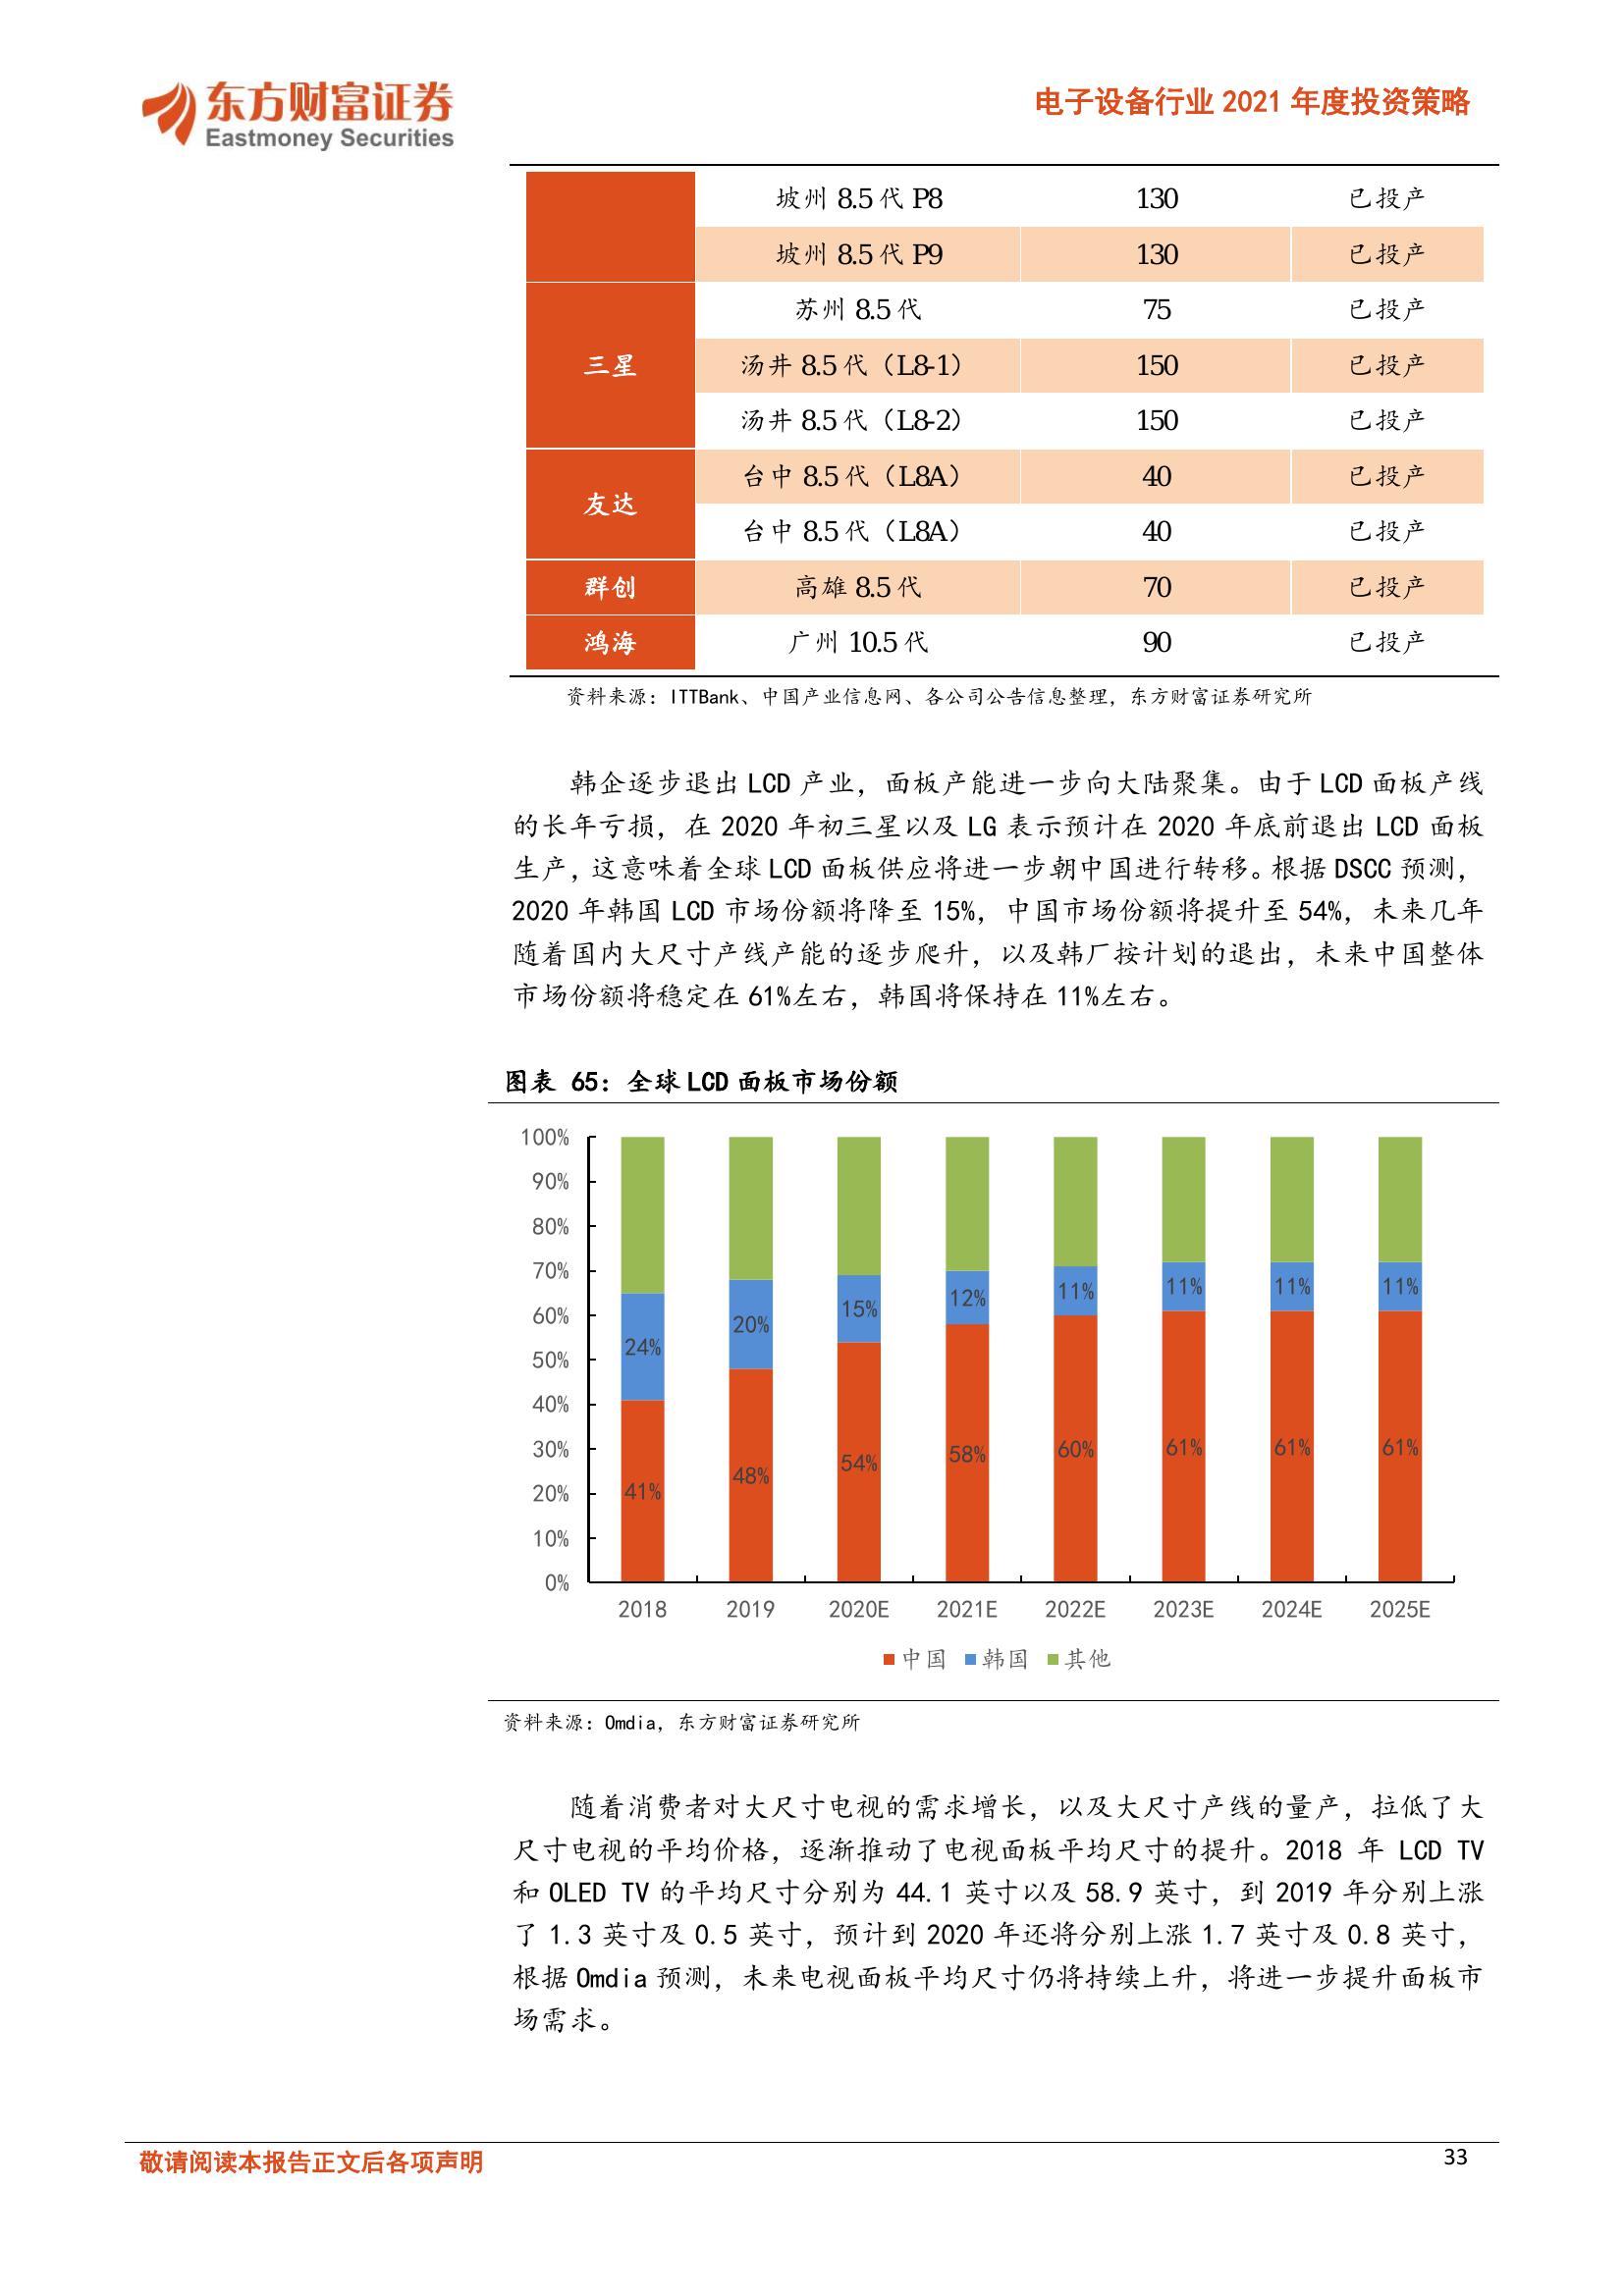 东方财富证券
Eastmoney Securities
电子设备行业 2021 年度投资策略
坡州 8.5 代 P8 130 已投产
坡州 8.5 代 P9 130 已投产
三星
苏州 8.5 代 75 已投产
汤井 8.5 代（L8-1） 150 已投产
汤井 8.5 代（L8-2） 150 已投产
友达
台中 8.5 代（L8A） 40 已投产
台中 8.5 代（L8A） 40 已投产
群创 高雄 8.5 代 70 已投产
鸿海 广州 10.5 代 90 已投产
资料来源：ITTBank、中国产业信息网、各公司公告信息整理，东方财富证券研究所
韩企逐步退出 LCD 产业，面板产能进一步向大陆聚集。由于 LCD 面板产线
的长年亏损，在 2020 年初三星以及 LG 表示预计在 2020 年底前退出 LCD 面板
生产，这意味着全球 LCD 面板供应将进一步朝中国进行转移。根据 DSCC 预测，
2020 年韩国 LCD 市场份额将降至 15%，中国市场份额将提升至 54%，未来几年
随着国内大尺寸产线产能的逐步爬升，以及韩厂按计划的退出，未来中国整体
市场份额将稳定在 61%左右，韩国将保持在 11%左右。
图表 65：全球 LCD 面板市场份额
100%
90%
80%
70%
60%
50%
40%
30%
20%
10%
0%
24% 20% 15% 12% 11% 11% 11% 11%
41% 48% 54% 58% 60% 61% 61% 61%
2018 2019 2020E 2021E 2022E 2023E 2024E 2025E
中国 韩国 其他
资料来源：Omdia，东方财富证券研究所
随着消费者对大尺寸电视的需求增长，以及大尺寸产线的量产，拉低了大
尺寸电视的平均价格，逐渐推动了电视面板平均尺寸的提升。2018 年 LCD TV
和 OLED TV 的平均尺寸分别为 44.1 英寸以及 58.9 英寸，到 2019 年分别上涨
了 1.3 英寸及 0.5 英寸，预计到 2020 年还将分别上涨 1.7 英寸及 0.8 英寸，
根据 Omdia 预测，未来电视面板平均尺寸仍将持续上升，将进一步提升面板市
场需求。
敬请阅读本报告正文后各项声明
33